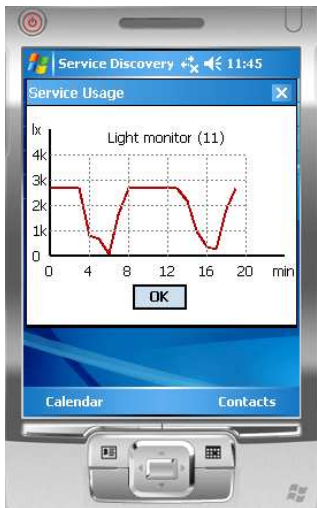 Service Discovery 11:45
Service Usage
lx
Light monitor (11)
4k
3k
2k
1k
0
0 4 8 12 16 20 min
OK
Calendar Contacts